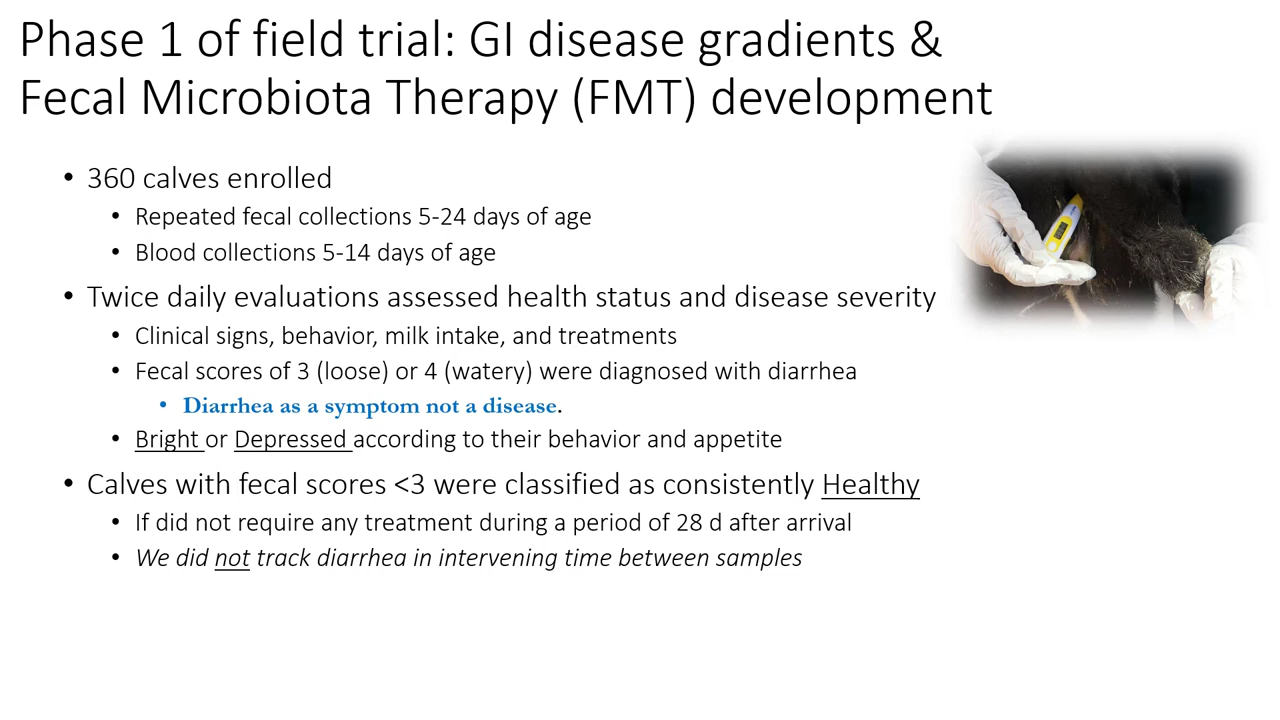 Phase 1 of field trial: GI disease gradients &
Fecal Microbiota Therapy (FMT) development
• 360 calves enrolled
• Repeated fecal collections 5-24 days of age
• Blood collections 5-14 days of age
• Twice daily evaluations assessed health status and disease severity
• Clinical signs, behavior, milk intake, and treatments
• Fecal scores of 3 (loose) or 4 (watery) were diagnosed with diarrhea
• Diarrhea as a symptom not a disease.
• Bright or Depressed according to their behavior and appetite
• Calves with fecal scores <3 were classified as consistently Healthy
• If did not require any treatment during a period of 28 d after arrival
• We did not track diarrhea in intervening time between samples